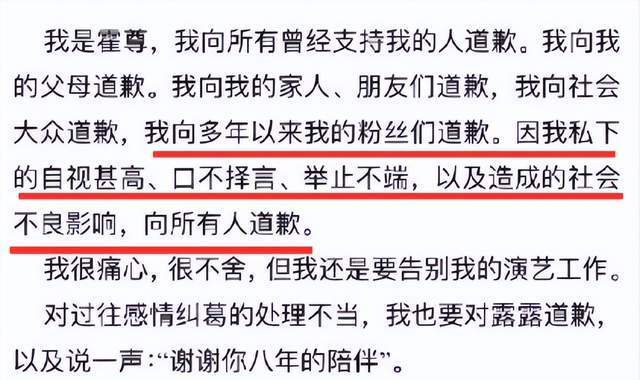 我是霍尊，我向所有曾经支持我的人道歉。我向我
的父母道歉。我向我的家人、朋友们道歉，我向社会
大众道歉，我向多年以来我的粉丝们道歉。因我私下
的自视甚高、口不择言、举止不端，以及造成的社会
不良影响，向所有人道歉。
我很痛心，很不舍，但我还是要告别我的演艺工作。
对过往感情纠葛的处理不当，我也要对露露道歉，
以及说一声：“谢谢你八年的陪伴”。